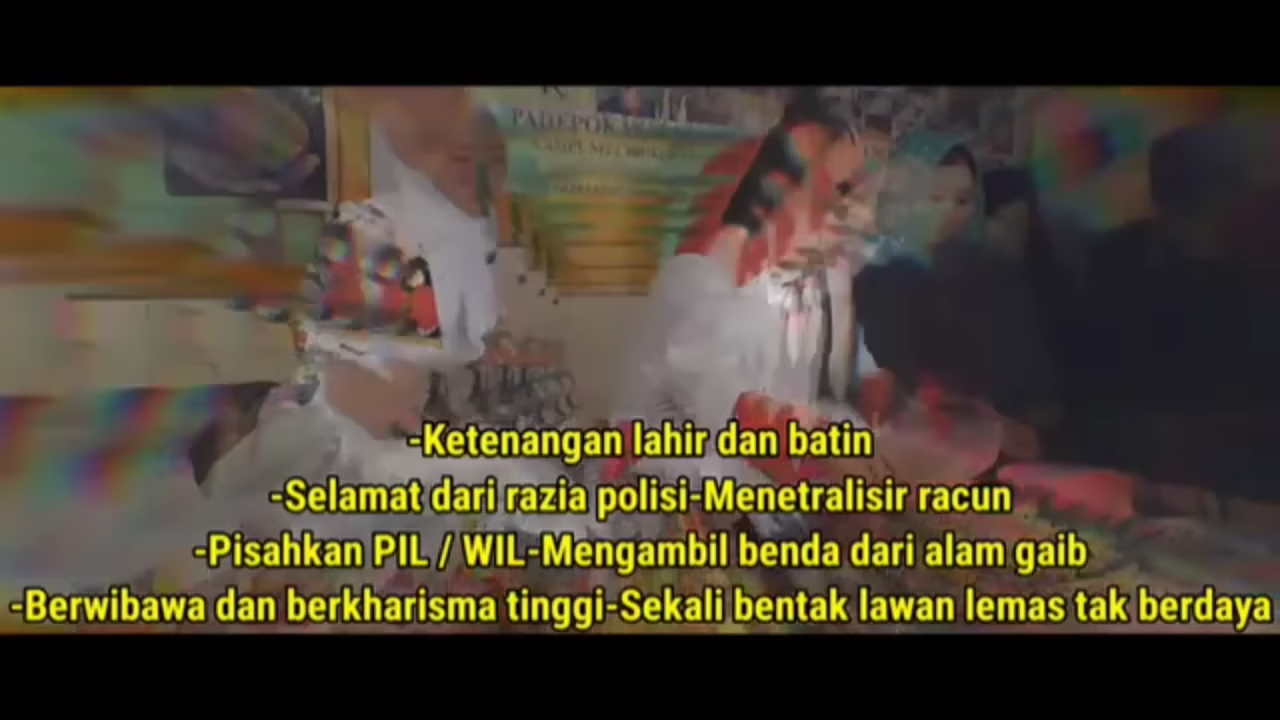 PADEPOKAN
-Ketenangan lahir dan batin
-Selamat dari razia polisi-Menetralisir racun
-Pisahkan PIL / WIL-Mengambil benda dari alam gaib
-Berwibawa dan berkharisma tinggi-Sekali bentak lawan lemas tak berdaya